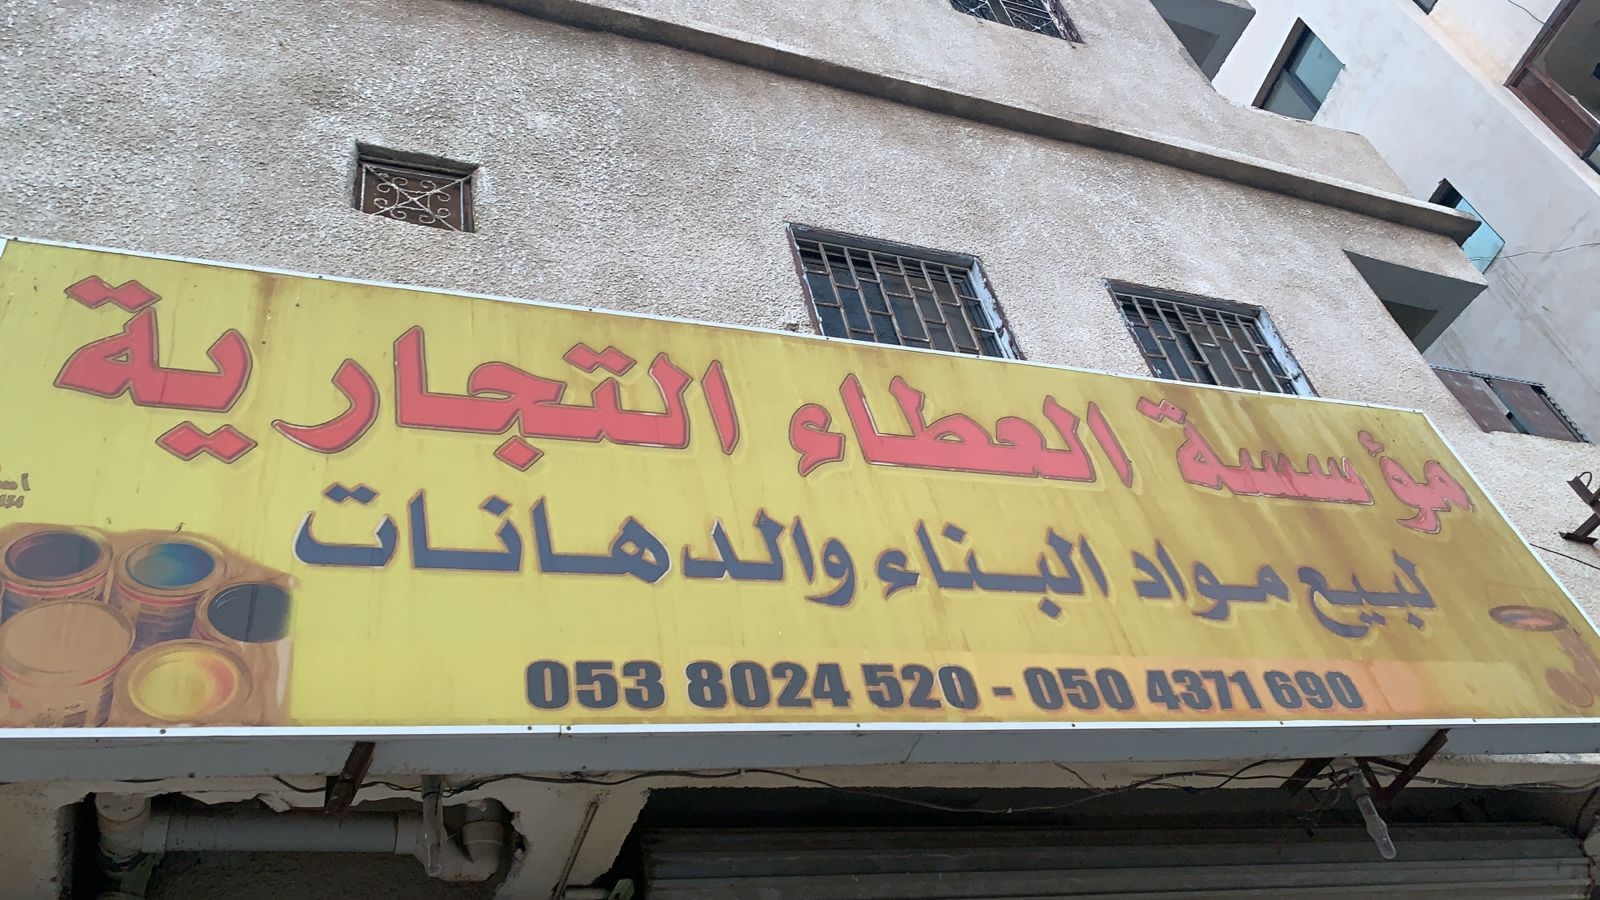 مؤسسة العطاء التجارية
لبيع مواد البناء والدهانات
053 8024 520 - 050 4371 690